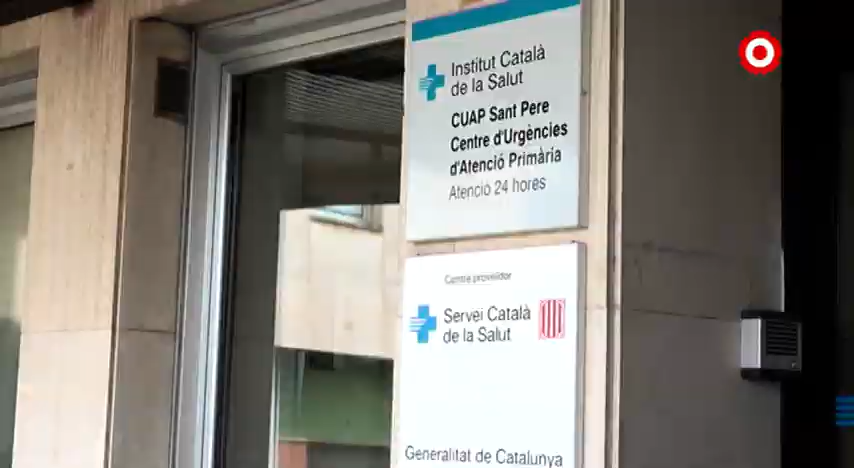 Institut Català
de la Salut
CUAP Sant Pere
Centre d'Urgències
d'Atenció Primària
Atenció 24 hores
Centre proveïdor
Servei Català
de la Salut
Generalitat de Catalunya